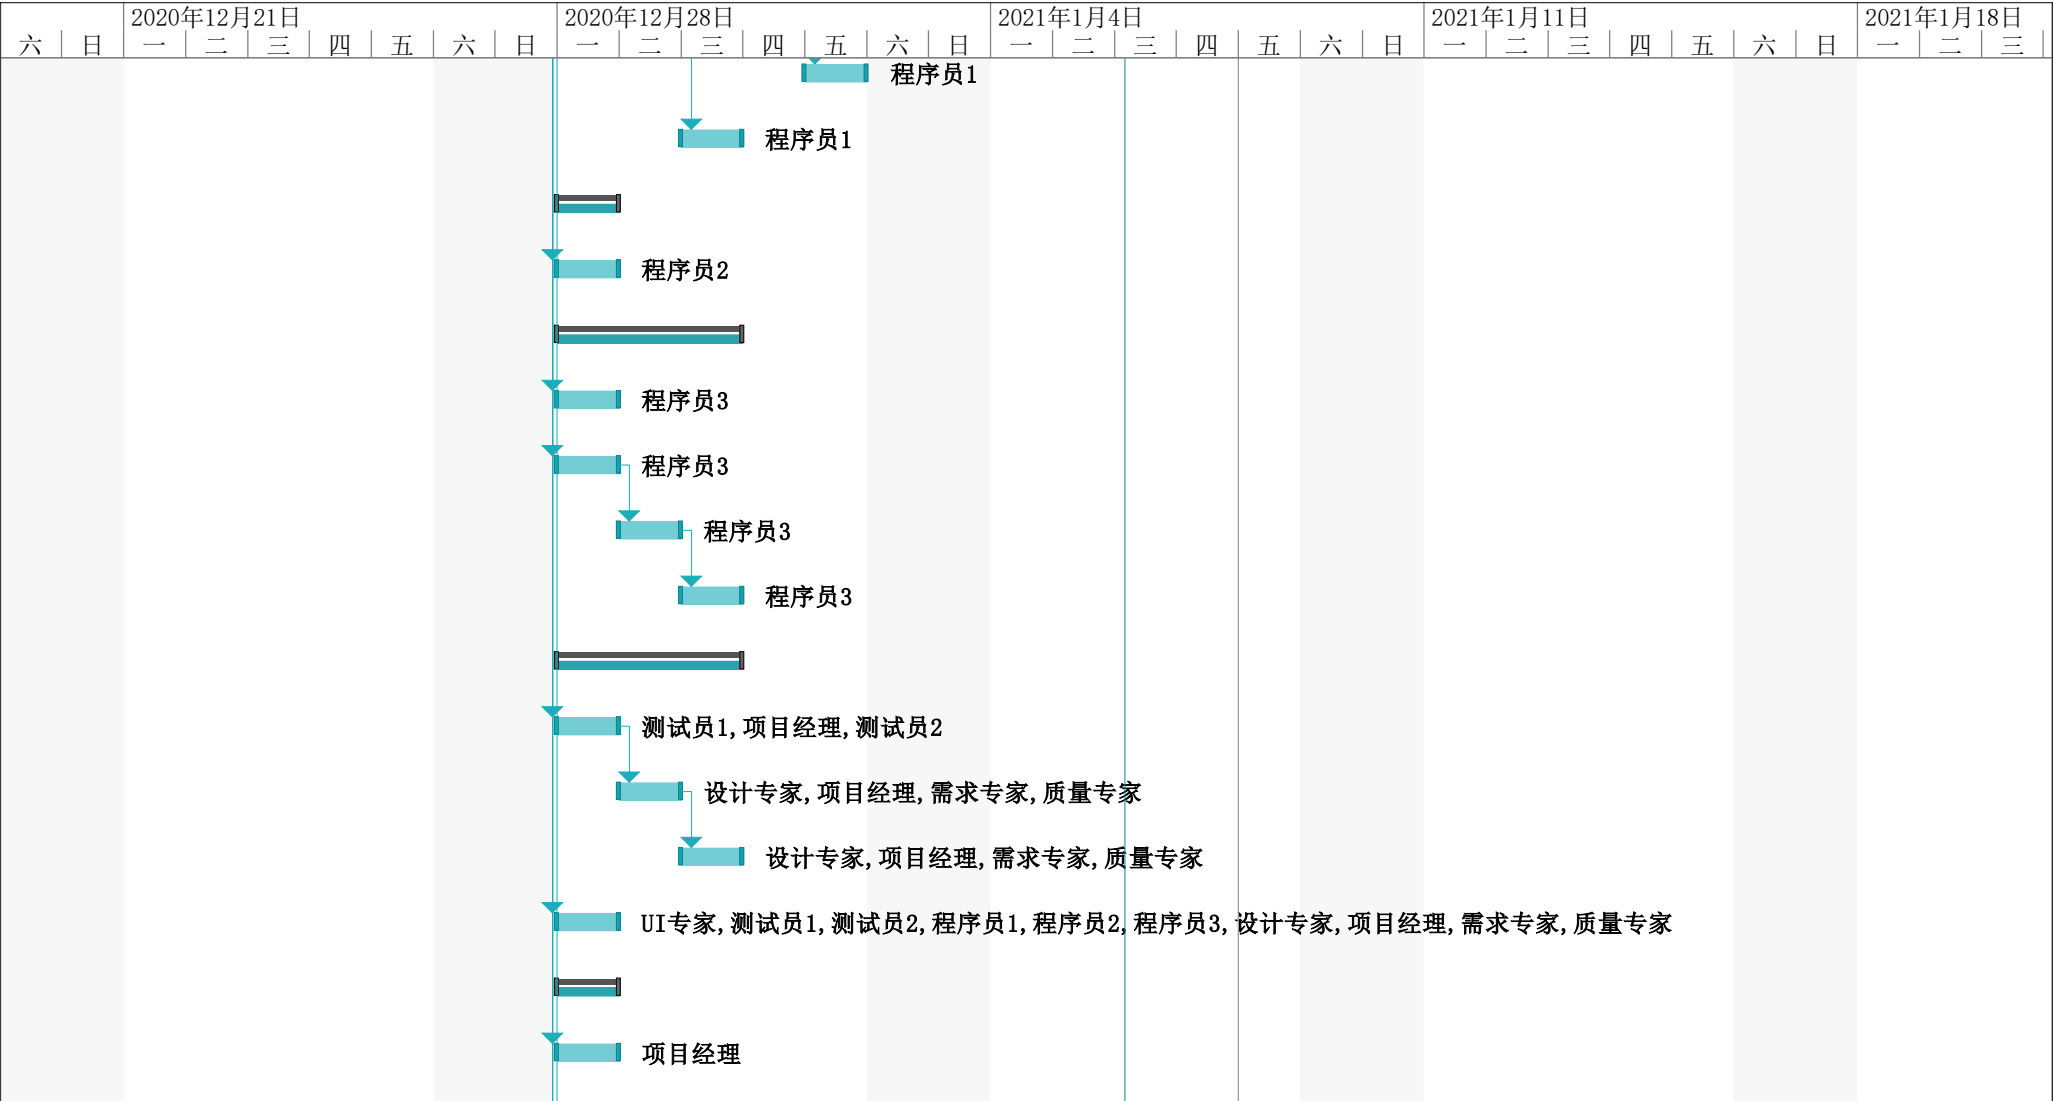 2020年12月21日 2020年12月28日 2021年1月4日 2021年1月11日 2021年1月18日
六 日 一 二 三 四 五 六 日 一 二 三 四 五 六 日 一 二 三 四 五 六 日 一 二 三 四 五 六 日 一 二 三
程序员1
程序员1
程序员2
程序员3
程序员3
程序员3
程序员3
测试员1,项目经理,测试员2
设计专家,项目经理,需求专家,质量专家
设计专家,项目经理,需求专家,质量专家
UI专家,测试员1,测试员2,程序员1,程序员2,程序员3,设计专家,项目经理,需求专家,质量专家
项目经理